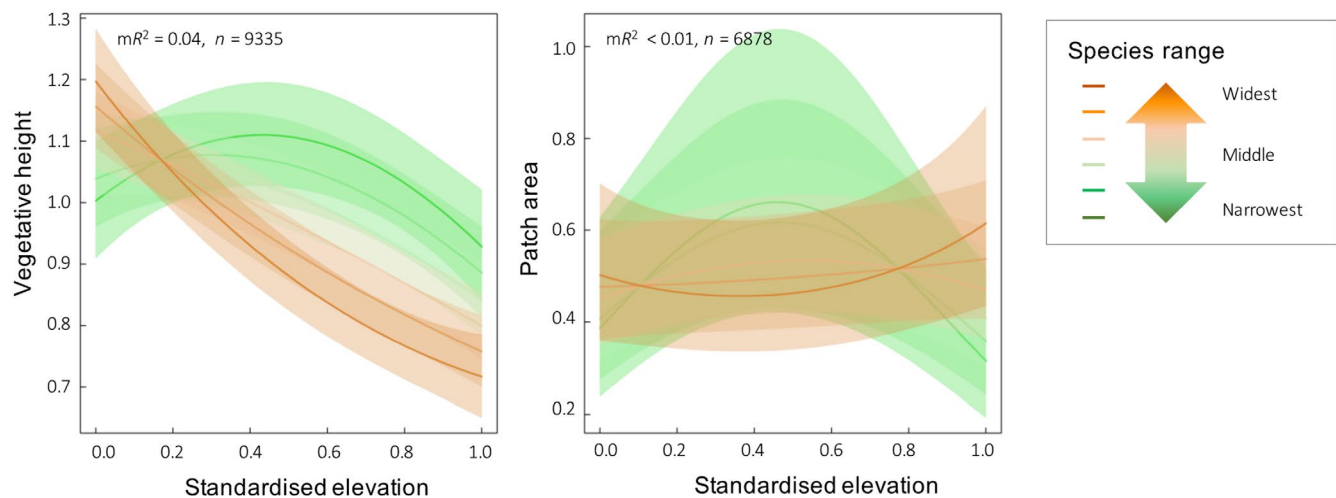 mR² = 0.04, n = 9335
1.3
1.2
1.1
1.0
0.9
0.8
0.7
Vegetative height
0.0 0.2 0.4 0.6 0.8 1.0
Standardised elevation
mR² < 0.01, n = 6878
1.0
0.8
0.6
0.4
0.2
Patch area
0.0 0.2 0.4 0.6 0.8 1.0
Standardised elevation
Species range
Widest
Middle
Narrowest